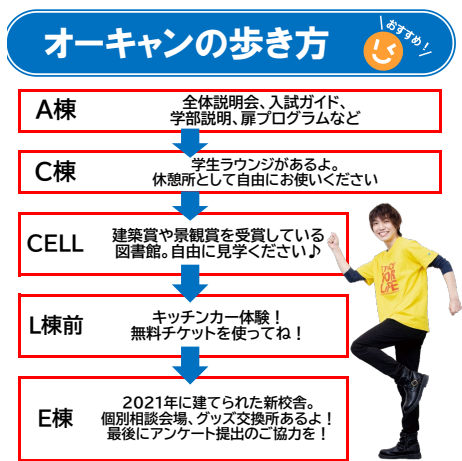 オーキャンの歩き方
おすすめ!
A棟
全体説明会、入試ガイド、
学部説明、扉プログラムなど
C棟
学生ラウンジがあるよ。
休憩所として自由にお使いください
CELL
建築賞や景観賞を受賞している
図書館。自由に見学ください♪
L棟前
キッチンカー体験!
無料チケットを使ってね!
E棟
2021年に建てられた新校舎。
個別相談会場、グッズ交換所あるよ!
最後にアンケート提出のご協力を!